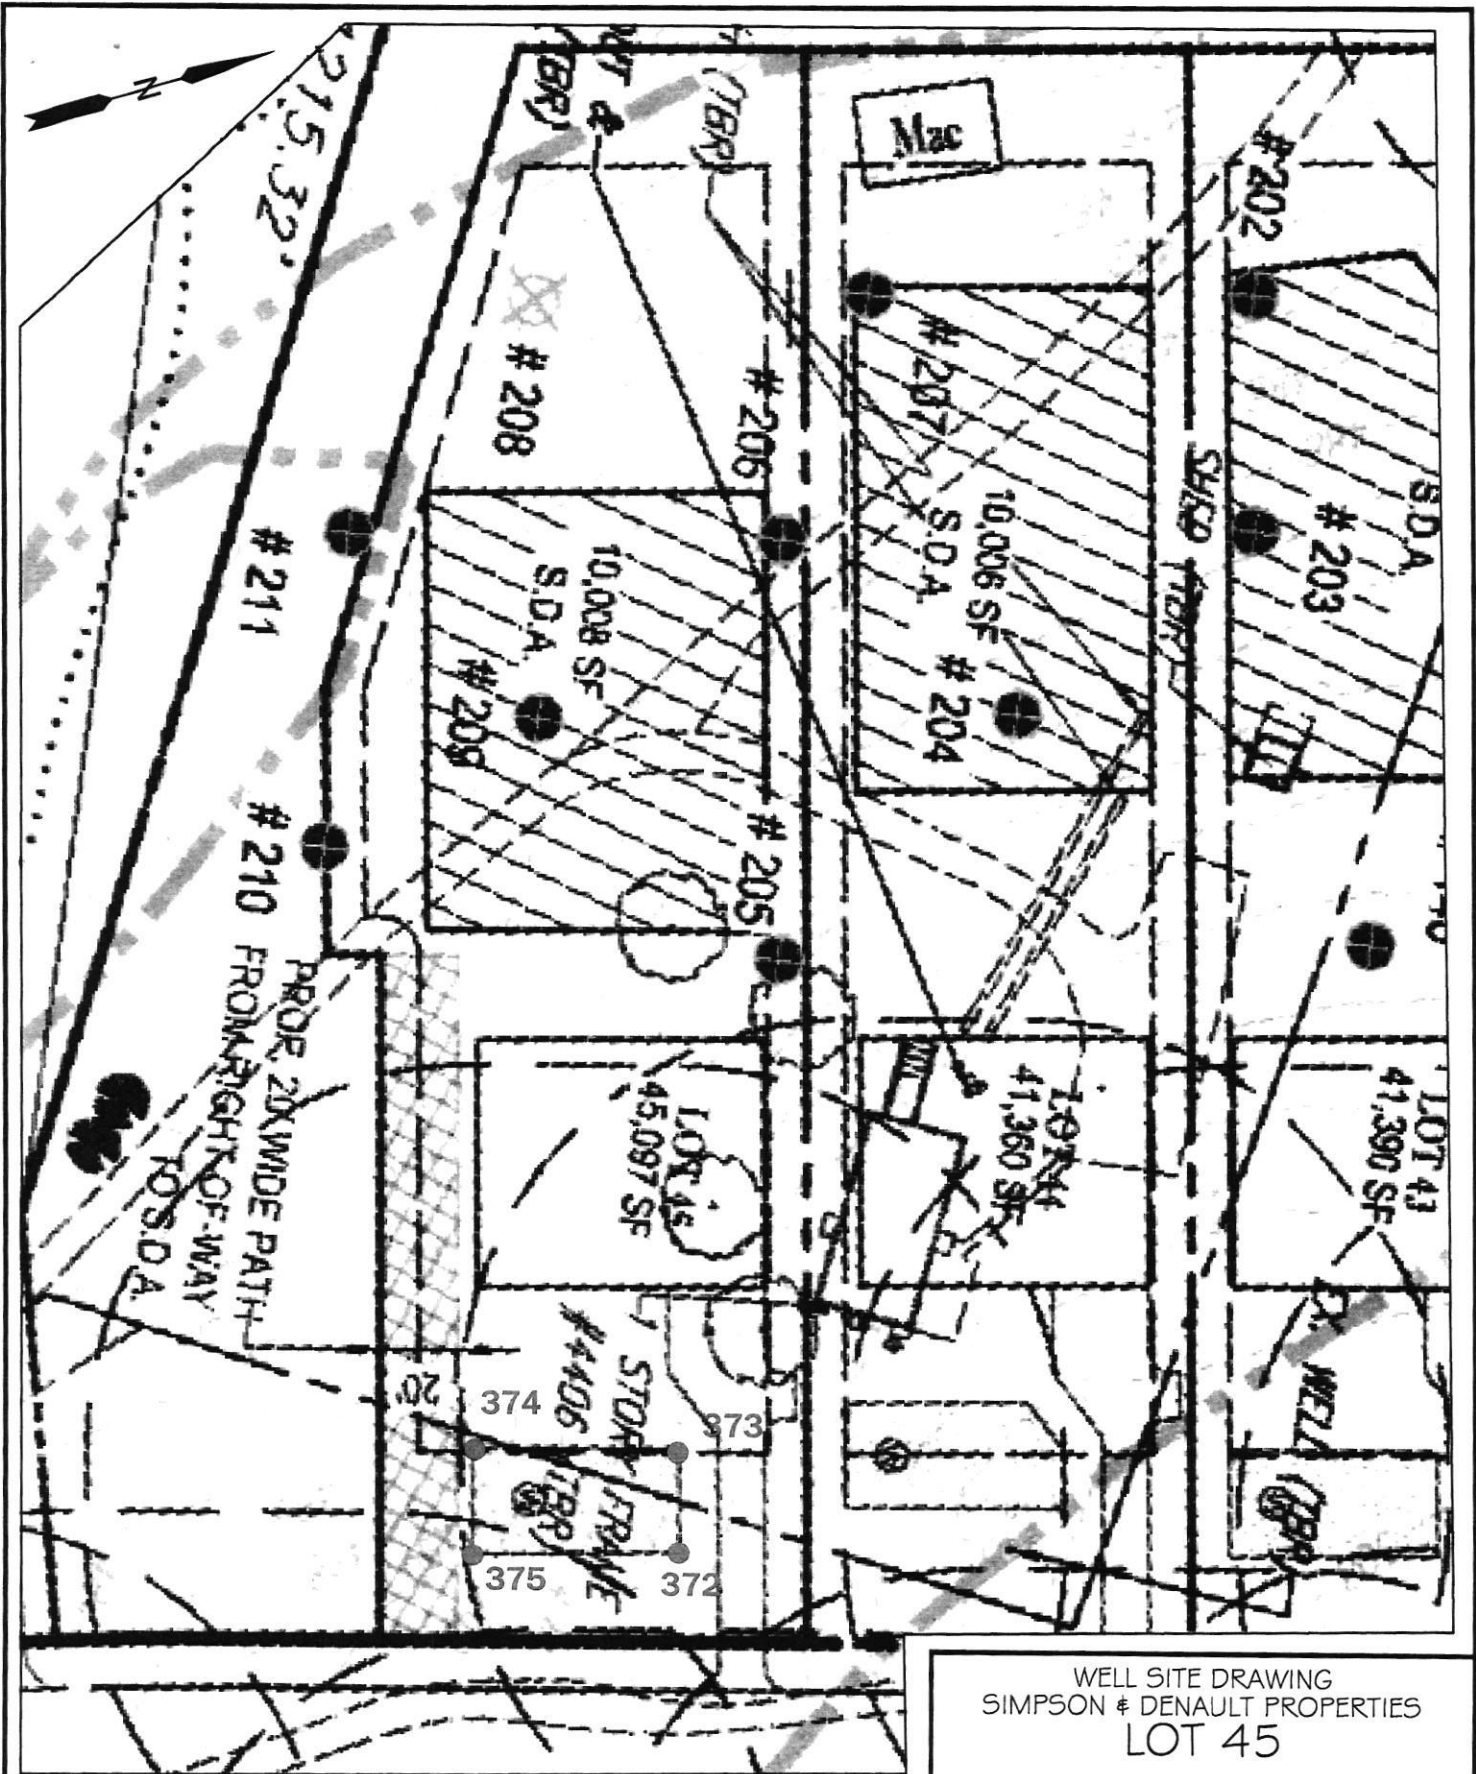 N
215.32'
(TBR)
&
(TBR)
Mac
# 202
# 208
# 206
# 207
10,006 SF
S.D.A.
SHED (TBR)
# 203
S.D.A.
# 211
10,008 SF
S.D.A.
# 209
# 204
# 210
# 205
PROP. 20' WIDE PATH
FROM RIGHT-OF-WAY
TO S.D.A.
LOT 45
45,097 SF
LOT 44
41,360 SF
LOT 43
41,390 SF
20'
STORY FRAME
#4406
(TBR)
EX. WELL (TBR)
374
373
375
372
W
WELL SITE DRAWING
SIMPSON & DENAULT PROPERTIES
LOT 45